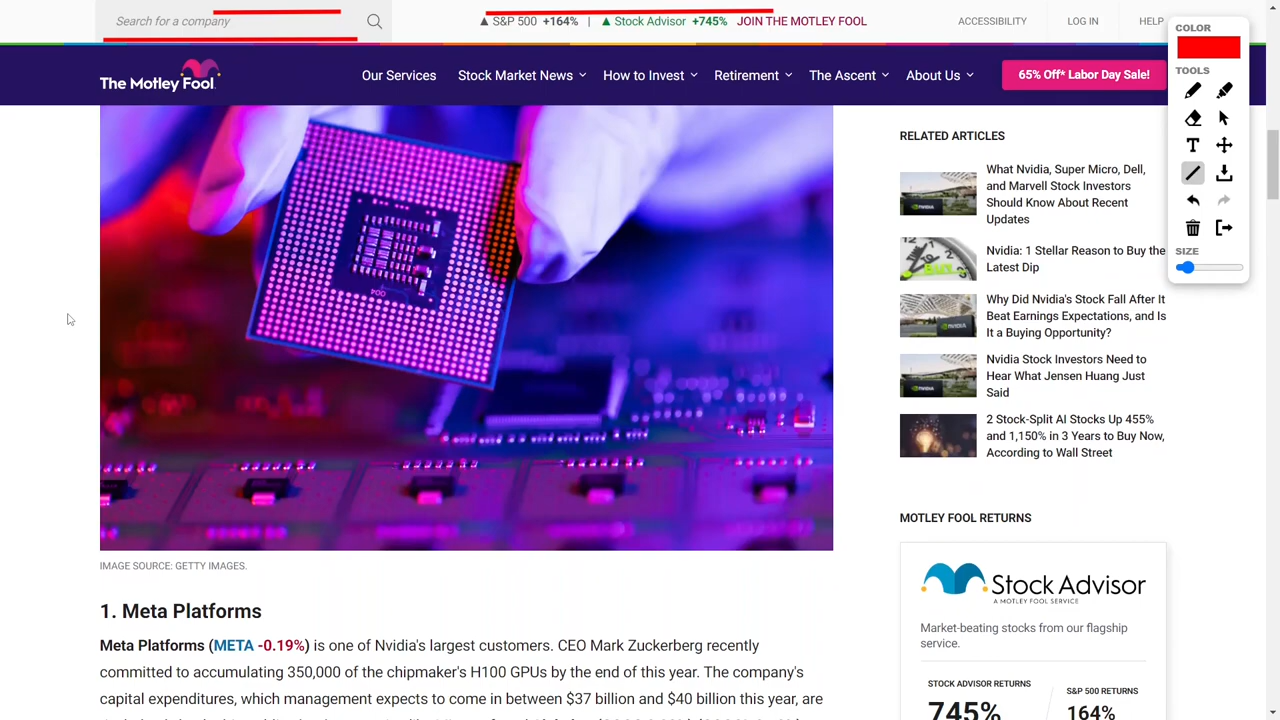 Search for a company
▲ S&P 500 +164% | ▲ Stock Advisor +745% JOIN THE MOTLEY FOOL
ACCESSIBILITY LOG IN HELP
COLOR
TOOLS
SIZE
The Motley Fool
Our Services Stock Market News How to Invest Retirement The Ascent About Us
65% Off* Labor Day Sale!
IMAGE SOURCE: GETTY IMAGES.
1. Meta Platforms
Meta Platforms (META -0.19%) is one of Nvidia's largest customers. CEO Mark Zuckerberg recently
committed to accumulating 350,000 of the chipmaker's H100 GPUs by the end of this year. The company's
capital expenditures, which management expects to come in between $37 billion and $40 billion this year, are
RELATED ARTICLES
What Nvidia, Super Micro, Dell,
and Marvell Stock Investors
Should Know About Recent
Updates
Nvidia: 1 Stellar Reason to Buy the
Latest Dip
Why Did Nvidia's Stock Fall After It
Beat Earnings Expectations, and Is
It a Buying Opportunity?
Nvidia Stock Investors Need to
Hear What Jensen Huang Just
Said
2 Stock-Split AI Stocks Up 455%
and 1,150% in 3 Years to Buy Now,
According to Wall Street
MOTLEY FOOL RETURNS
Stock Advisor
A MOTLEY FOOL SERVICE
Market-beating stocks from our flagship
service.
STOCK ADVISOR RETURNS
745%
S&P 500 RETURNS
164%